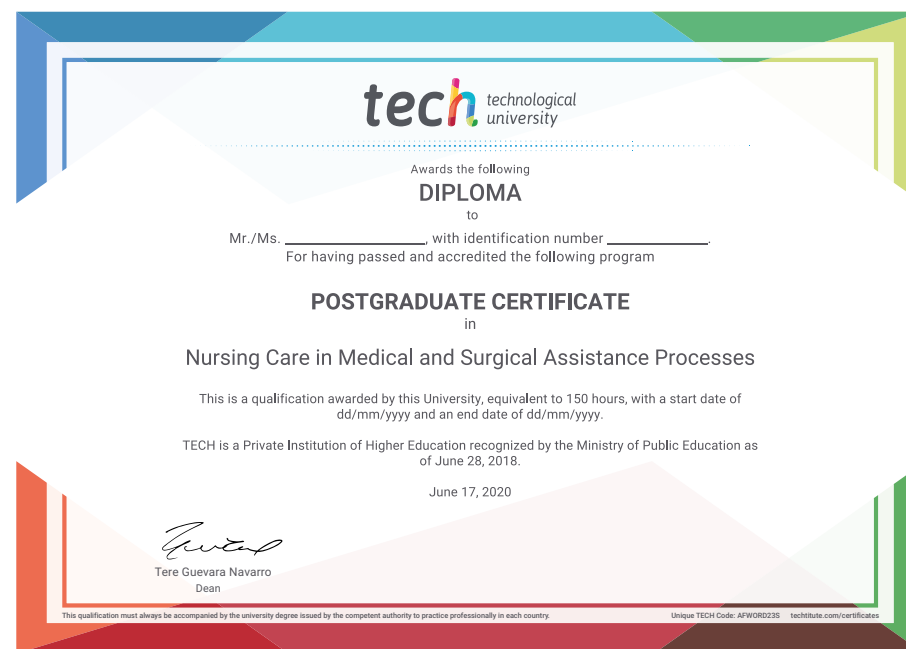 tech technological
university
Awards the following
DIPLOMA
to
Mr./Ms. ____________________, with identification number ______________.
For having passed and accredited the following program
POSTGRADUATE CERTIFICATE
in
Nursing Care in Medical and Surgical Assistance Processes
This is a qualification awarded by this University, equivalent to 150 hours, with a start date of
dd/mm/yyyy and an end date of dd/mm/yyyy.
TECH is a Private Institution of Higher Education recognized by the Ministry of Public Education as
of June 28, 2018.
June 17, 2020
Tere Guevara Navarro
Dean
This qualification must always be accompanied by the university degree issued by the competent authority to practice professionally in each country. Unique TECH Code: AFWORD23S techtitute.com/certificates